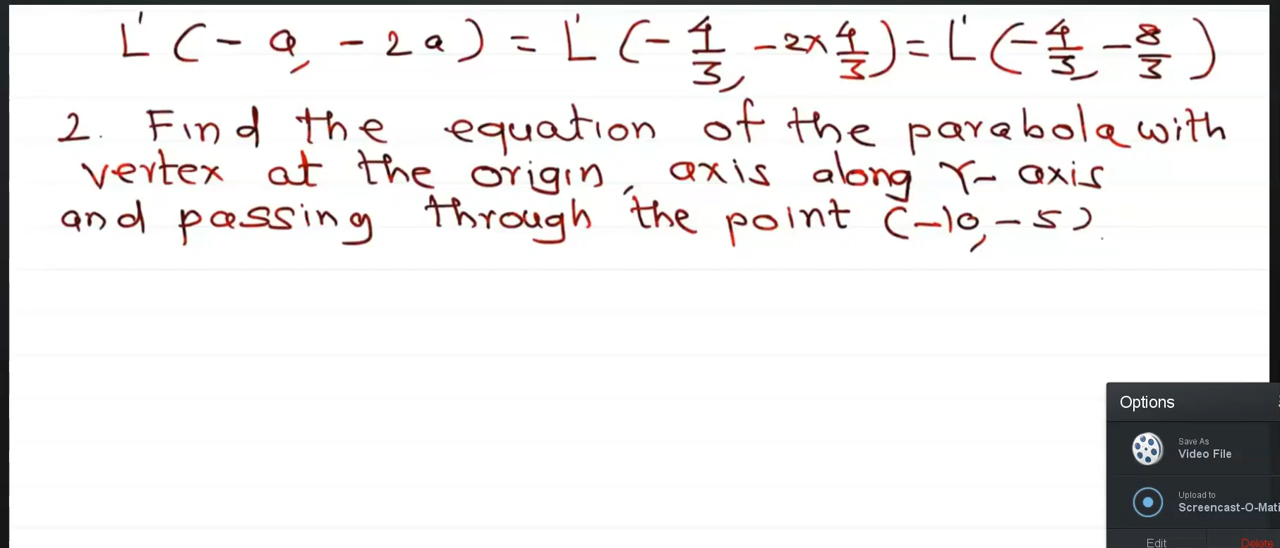 L'(-a, -2a) = L'(-4/3, -2×4/3) = L'(-4/3, -8/3)
2. Find the equation of the parabola with
vertex at the origin, axis along Y-axis
and passing through the point (-10, -5).
Options
Save As
Video File
Upload to
Screencast-O-Mati
Edit
Delete